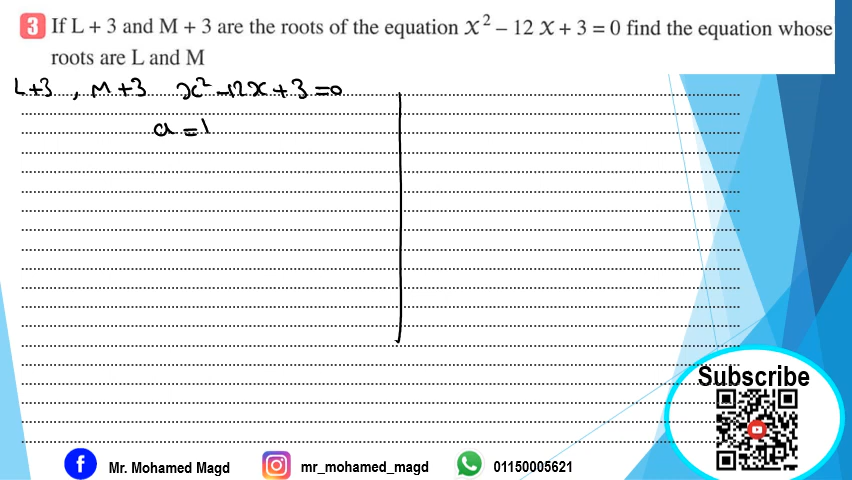 3 If L + 3 and M + 3 are the roots of the equation x² – 12 x + 3 = 0 find the equation whose
roots are L and M
L+3 , M+3 x² -12x + 3 = 0
a = 1
Subscribe
Mr. Mohamed Magd
mr_mohamed_magd
01150005621